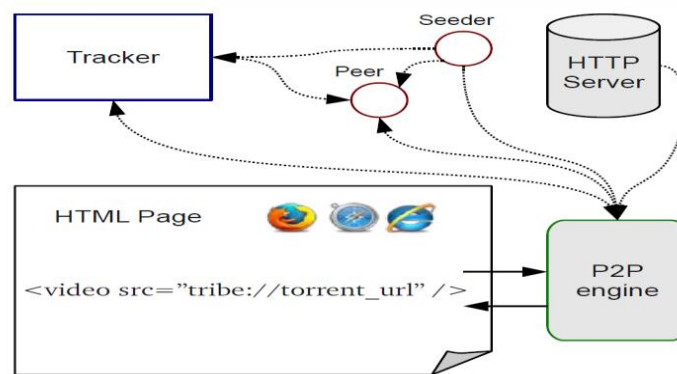 Seeder
Tracker
Peer
HTTP
Server
HTML Page
<video src=”tribe://torrent_url” />
P2P
engine